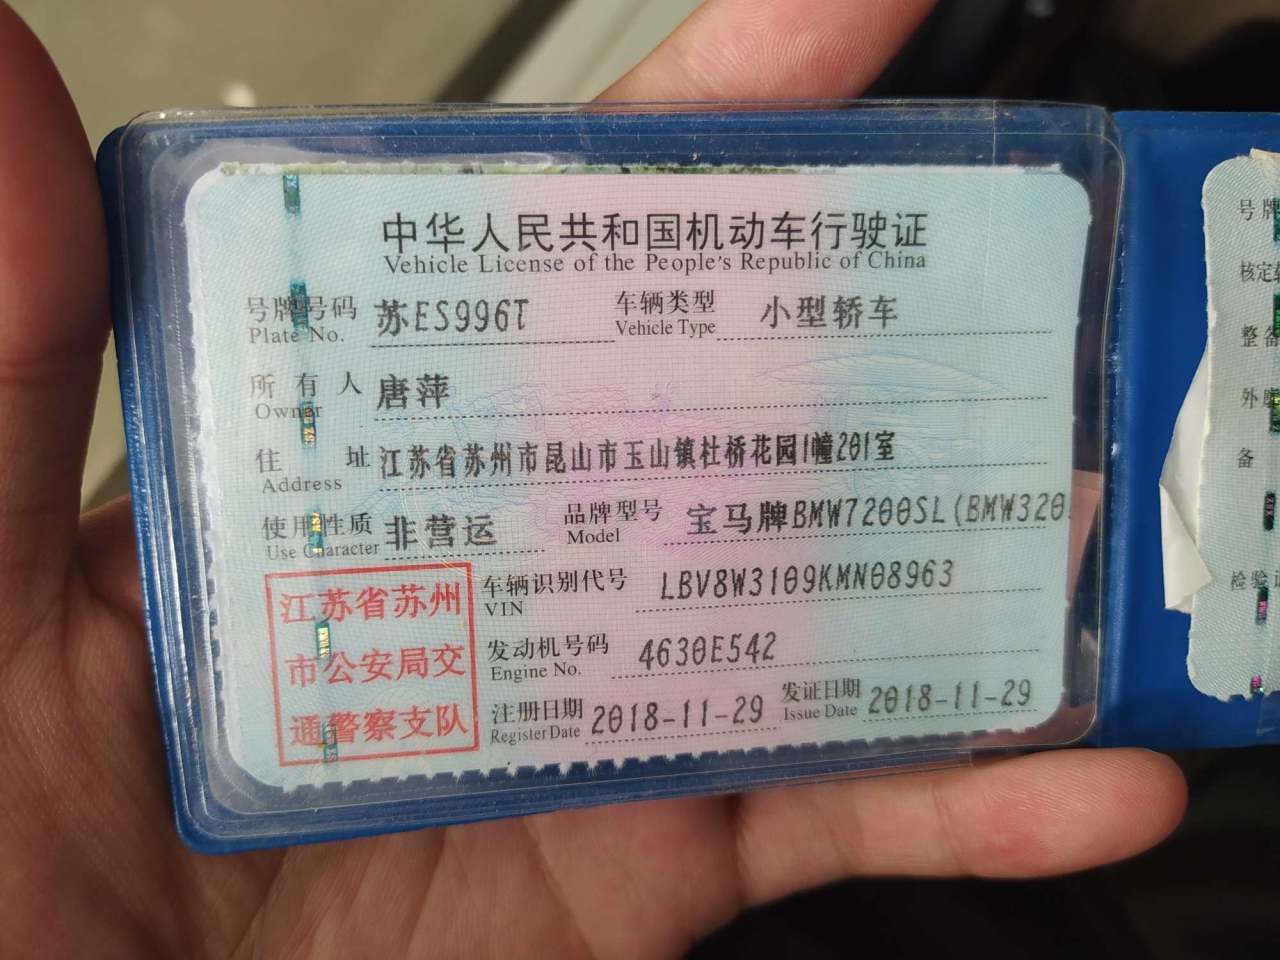 中华人民共和国机动车行驶证
Vehicle License of the People's Republic of China
号牌号码 苏ES996T 车辆类型 小型轿车
Plate No. Vehicle Type
所有人 唐萍
Owner
住址 江苏省苏州市昆山市玉山镇杜桥花园1幢201室
Address
使用性质 非营运 品牌型号 宝马牌BMW7200SL(BMW320
Use Character Model
车辆识别代号 LBV8W3109KMN08963
VIN
发动机号码 4630E542
Engine No.
注册日期 2018-11-29 发证日期 2018-11-29
Register Date Issue Date
江苏省苏州
市公安局交
通警察支队
号牌
核定
整备
外
备
检验